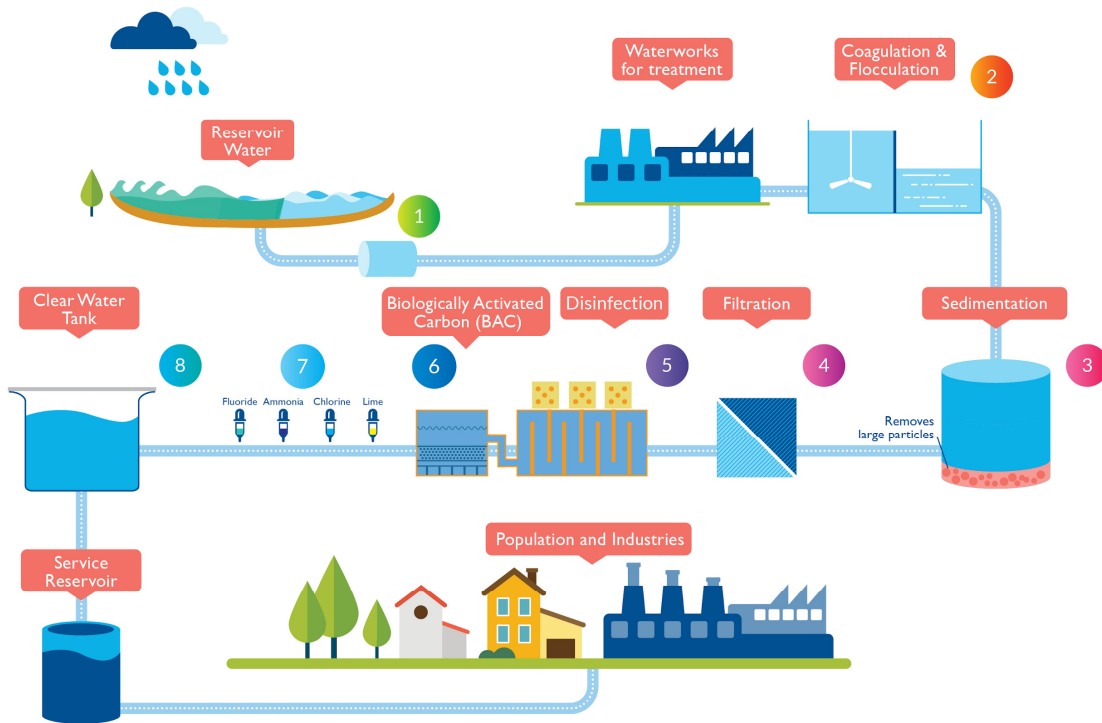 Reservoir
Water
1
Waterworks
for treatment
Coagulation &
Flocculation
2
Sedimentation
3
Removes
large particles
Filtration
4
Disinfection
5
Biologically Activated
Carbon (BAC)
6
7
Fluoride
Ammonia
Chlorine
Lime
Clear Water
Tank
8
Service
Reservoir
Population and Industries